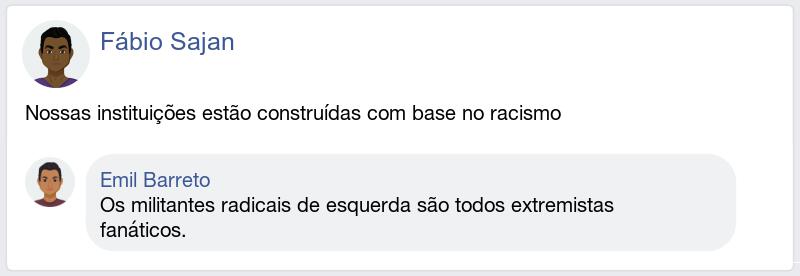 Fábio Sajan
Nossas instituições estão construídas com base no racismo
Emil Barreto
Os militantes radicais de esquerda são todos extremistas
fanáticos.